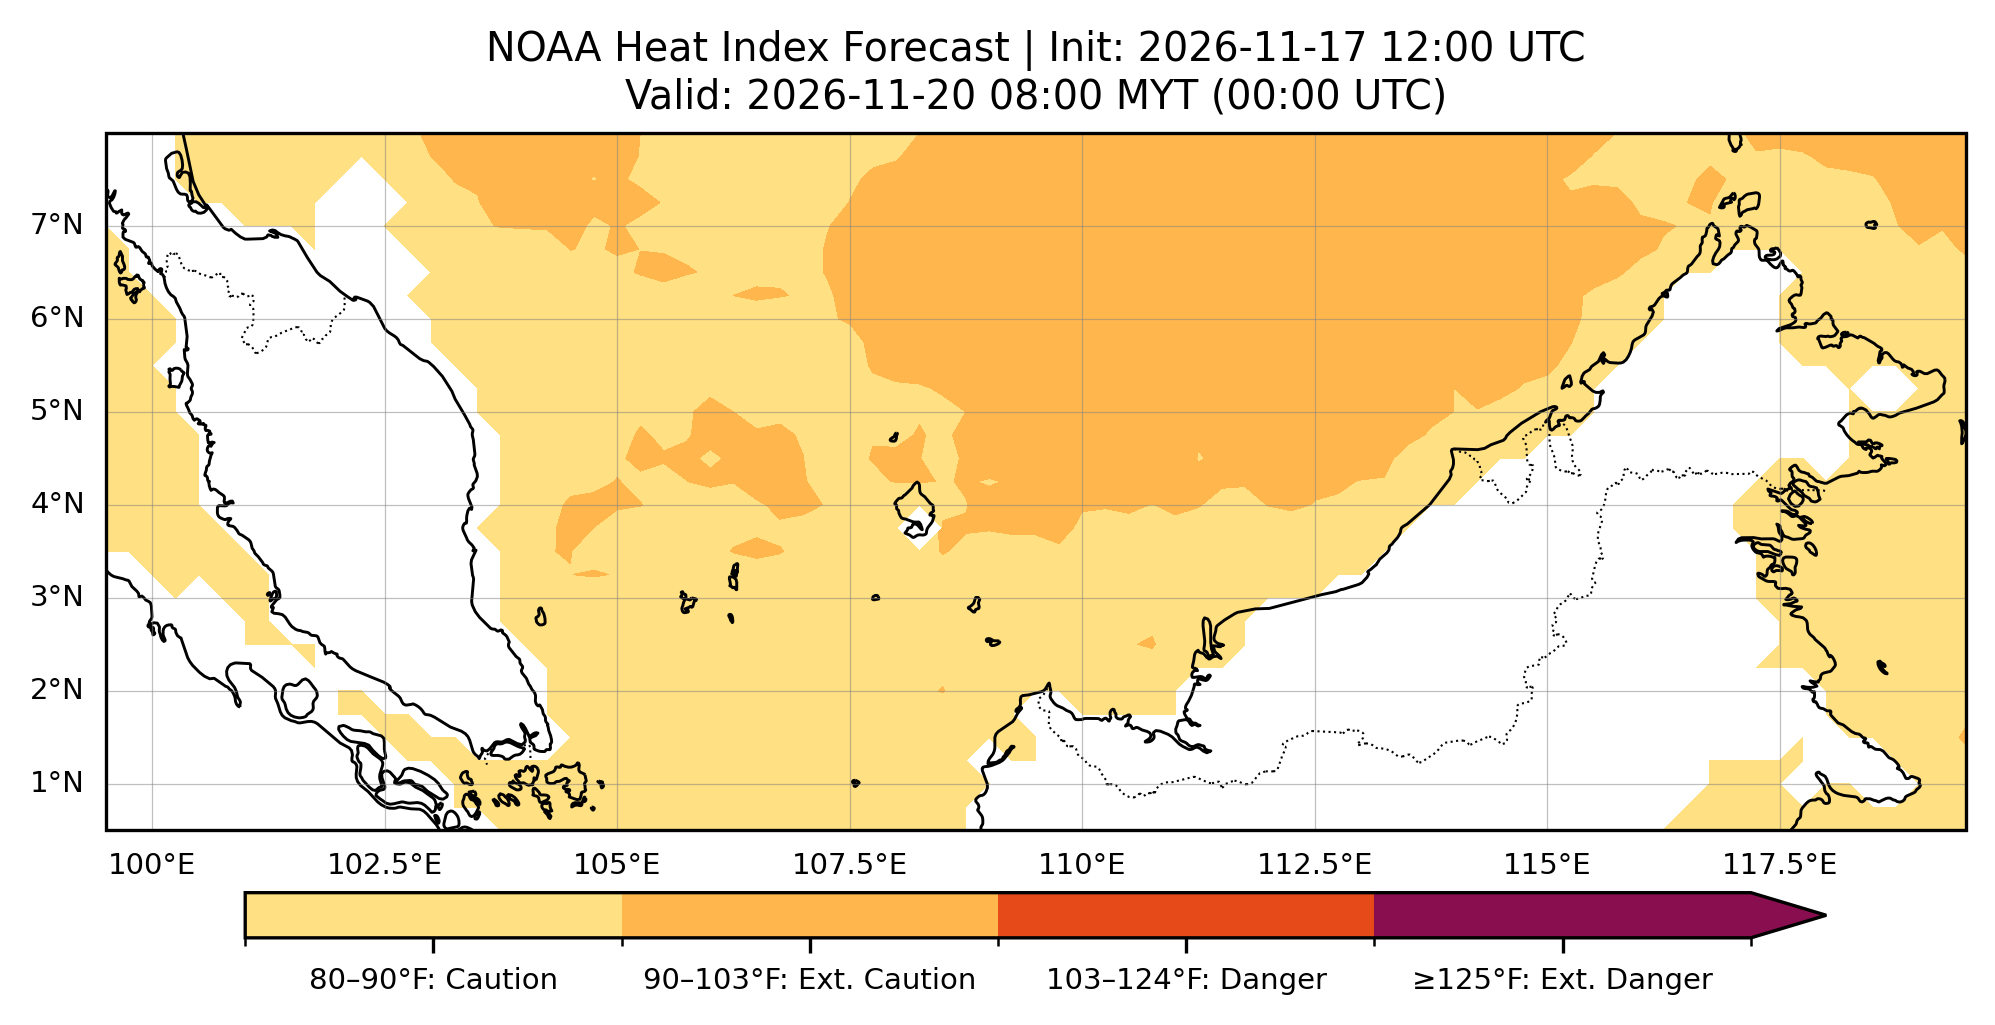 NOAA Heat Index Forecast | Init: 2026-11-17 12:00 UTC
Valid: 2026-11-20 08:00 MYT (00:00 UTC)
7°N
6°N
5°N
4°N
3°N
2°N
1°N
100°E 102.5°E 105°E 107.5°E 110°E 112.5°E 115°E 117.5°E
80–90°F: Caution 90–103°F: Ext. Caution 103–124°F: Danger ≥125°F: Ext. Danger